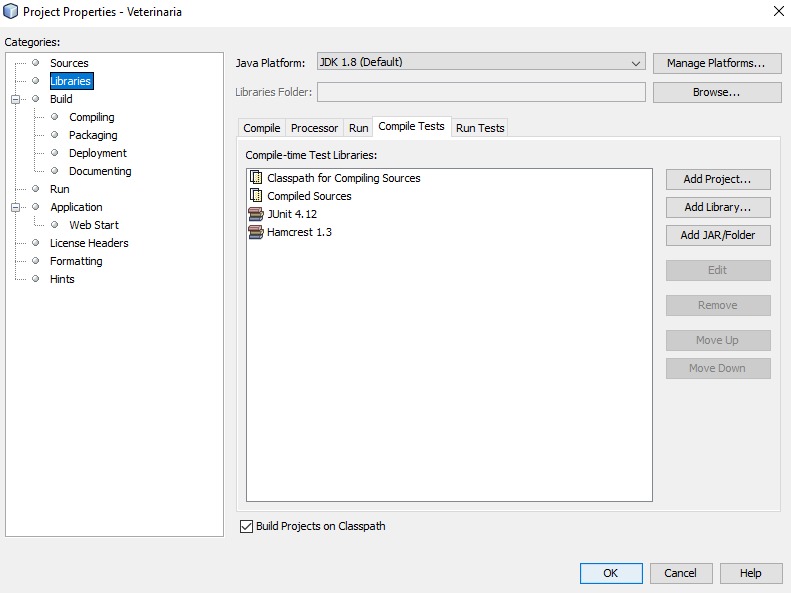 Project Properties - Veterinaria
Categories:
Sources
Libraries
Build
Compiling
Packaging
Deployment
Documenting
Run
Application
Web Start
License Headers
Formatting
Hints
Java Platform: JDK 1.8 (Default) Manage Platforms...
Libraries Folder: Browse...
Compile Processor Run Compile Tests Run Tests
Compile-time Test Libraries:
Classpath for Compiling Sources
Compiled Sources
JUnit 4.12
Hamcrest 1.3
Add Project...
Add Library...
Add JAR/Folder
Edit
Remove
Move Up
Move Down
Build Projects on Classpath
OK Cancel Help